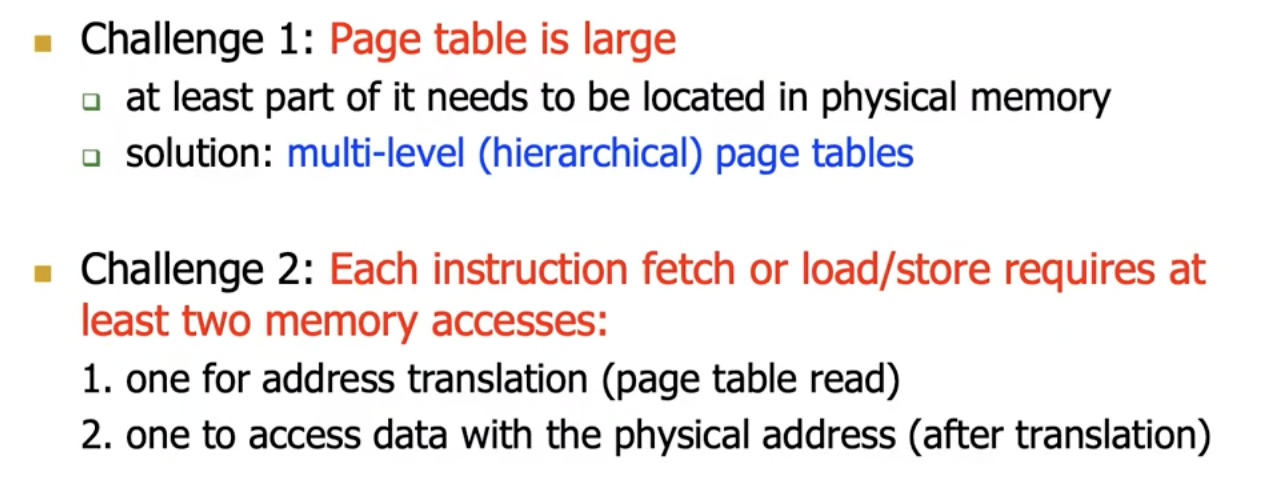 Challenge 1: Page table is large
at least part of it needs to be located in physical memory
solution: multi-level (hierarchical) page tables
Challenge 2: Each instruction fetch or load/store requires at
least two memory accesses:
1. one for address translation (page table read)
2. one to access data with the physical address (after translation)